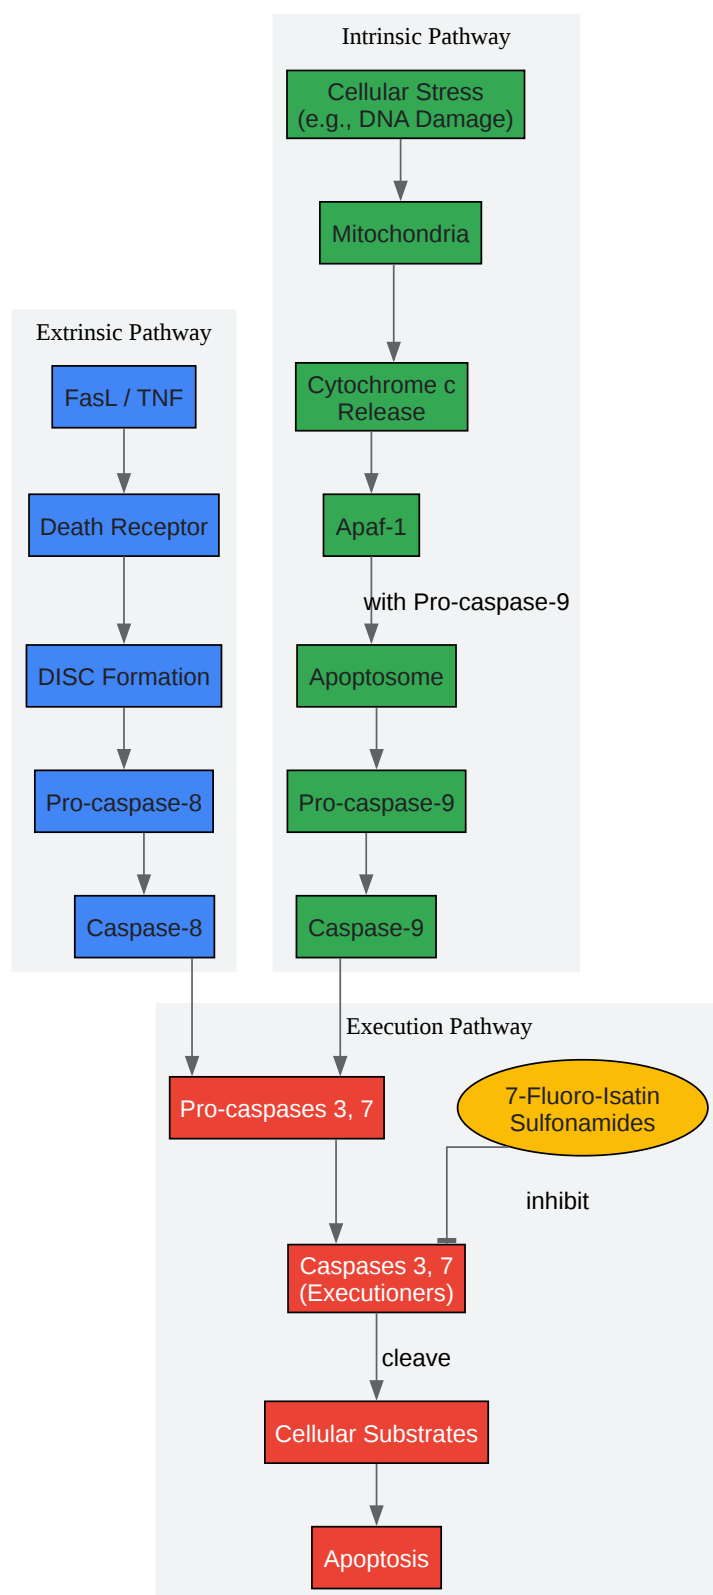 Intrinsic Pathway
Cellular Stress
(e.g., DNA Damage)
Mitochondria
Cytochrome c
Release
Apaf-1
with Pro-caspase-9
Apoptosome
Pro-caspase-9
Caspase-9
Extrinsic Pathway
FasL / TNF
Death Receptor
DISC Formation
Pro-caspase-8
Caspase-8
Execution Pathway
Pro-caspases 3, 7
7-Fluoro-Isatin
Sulfonamides
inhibit
Caspases 3, 7
(Executioners)
cleave
Cellular Substrates
Apoptosis